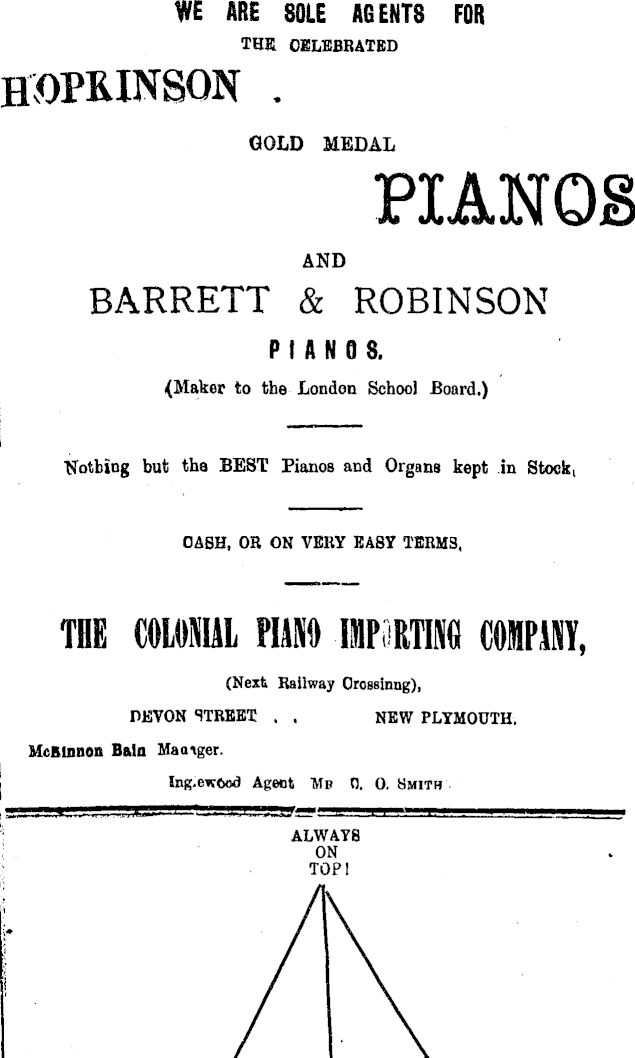 WE ARE SOLE AGENTS FOR
THE CELEBRATED
HOPKINSON .
GOLD MEDAL
PIANOS
AND
BARRETT & ROBINSON
PIANOS.
(Maker to the London School Board.)
Nothing but the BEST Pianos and Organs kept in Stock,
CASH, OR ON VERY EASY TERMS,
THE COLONIAL PIANO IMPORTING COMPANY,
(Next Railway Crossinng),
DEVON STREET . . NEW PLYMOUTH.
McKinnon Bain Manager.
Inglewood Agent MR O. SMITH
ALWAYS
ON
TOP!